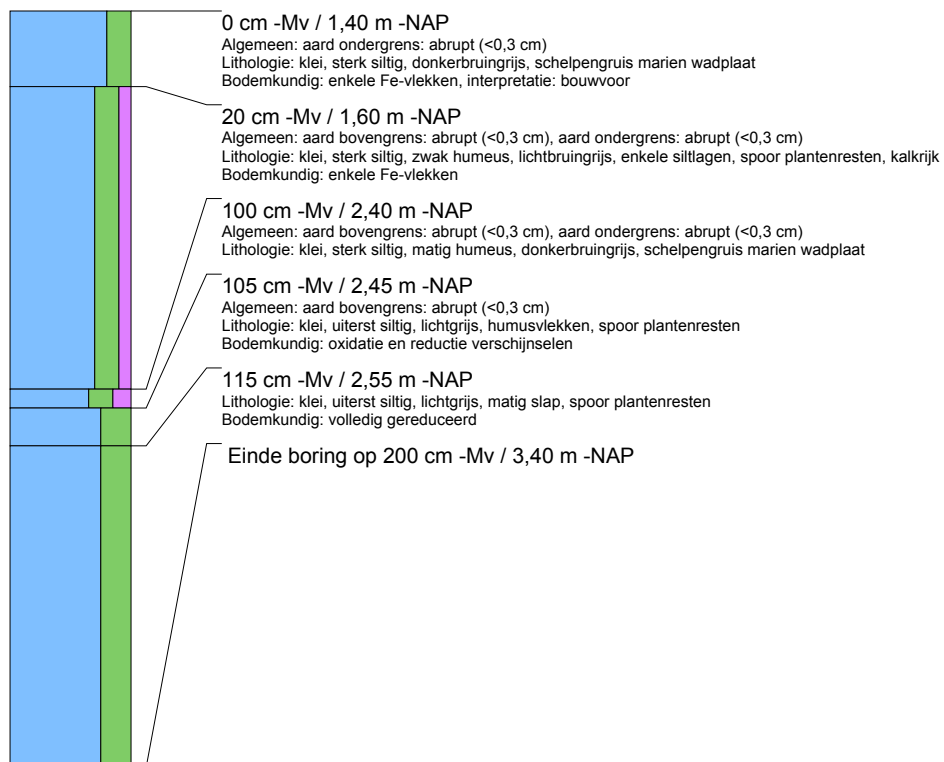 0 cm -Mv / 1,40 m -NAP
Algemeen: aard ondergrens: abrupt (<0,3 cm)
Lithologie: klei, sterk siltig, donkerbruingrijs, schelpengruis marien wadplaat
Bodemkundig: enkele Fe-vlekken, interpretatie: bouwvoor
20 cm -Mv / 1,60 m -NAP
Algemeen: aard bovengrens: abrupt (<0,3 cm), aard ondergrens: abrupt (<0,3 cm)
Lithologie: klei, sterk siltig, zwak humeus, lichtbruingrijs, enkele siltlagen, spoor plantenresten, kalkrijk
Bodemkundig: enkele Fe-vlekken
100 cm -Mv / 2,40 m -NAP
Algemeen: aard bovengrens: abrupt (<0,3 cm), aard ondergrens: abrupt (<0,3 cm)
Lithologie: klei, sterk siltig, matig humeus, donkerbruingrijs, schelpengruis marien wadplaat
105 cm -Mv / 2,45 m -NAP
Algemeen: aard bovengrens: abrupt (<0,3 cm)
Lithologie: klei, uiterst siltig, lichtgrijs, humusvlekken, spoor plantenresten
Bodemkundig: oxidatie en reductie verschijnselen
115 cm -Mv / 2,55 m -NAP
Lithologie: klei, uiterst siltig, lichtgrijs, matig slap, spoor plantenresten
Bodemkundig: volledig gereduceerd
Einde boring op 200 cm -Mv / 3,40 m -NAP